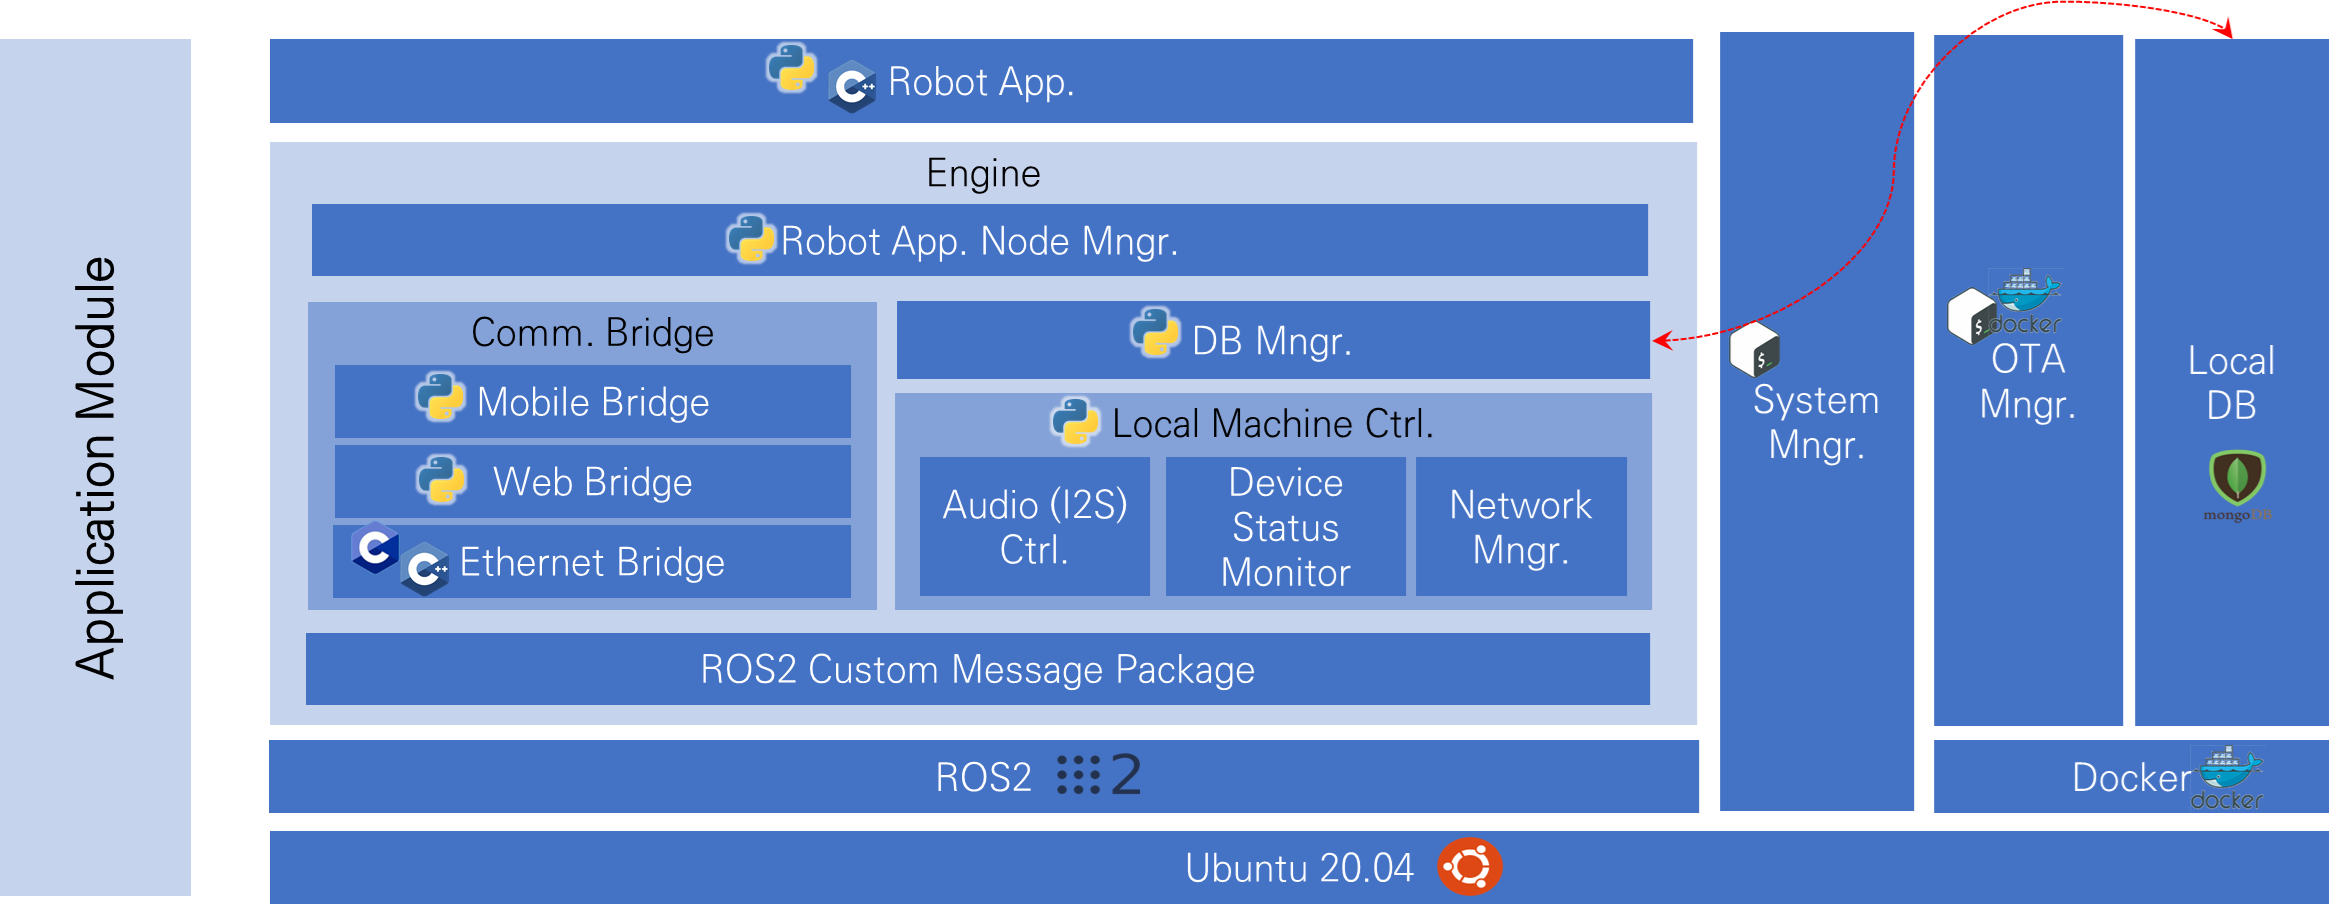 Application Module
Robot App.
Engine
Robot App. Node Mngr.
Comm. Bridge
Mobile Bridge
Web Bridge
Ethernet Bridge
DB Mngr.
Local Machine Ctrl.
Audio (I2S)
Ctrl.
Device
Status
Monitor
Network
Mngr.
ROS2 Custom Message Package
ROS2 2
System
Mngr.
docker
OTA
Mngr.
Local
DB
mongoDB
Docker
docker
Ubuntu 20.04
C
C++
C++
$
$